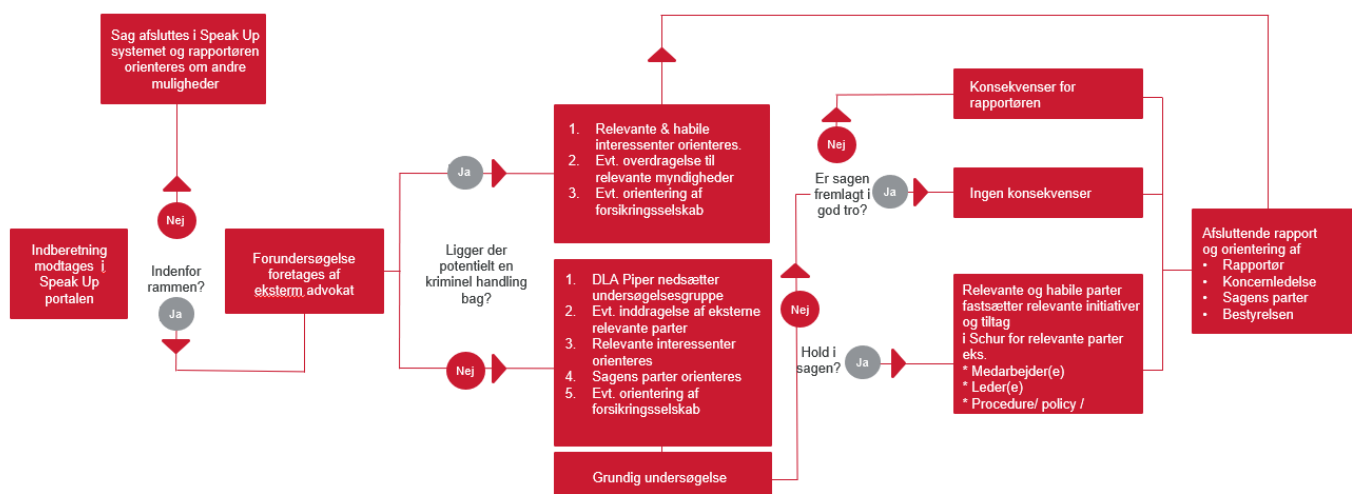 Sag afsluttes i Speak Up
systemet og rapportøren
orienteres om andre
muligheder
Nej
Indberetning
modtages i
Speak Up
portalen
Indenfor
rammen?
Ja
Forundersøgelse
foretages af
eksterm advokat
Ja
1. Relevante & habile
interessenter orienteres.
2. Evt. overdragelse til
relevante myndigheder
3. Evt. orientering af
forsikringsselskab
Ligger der
potentielt en
kriminel handling
bag?
Nej
1. DLA Piper nedsætter
undersøgelsesgruppe
2. Evt. inddragelse af eksterne
relevante parter
3. Relevante interessenter
orienteres
4. Sagens parter orienteres
5. Evt. orientering af
forsikringsselskab
Grundig undersøgelse
Nej
Er sagen
fremlagt i
god tro?
Ja
Nej
Hold i
sagen?
Ja
Konsekvenser for
rapportøren
Ingen konsekvenser
Relevante og habile parter
fastsætter relevante initiativer
og tiltag
i Schur for relevante parter
eks.
* Medarbejder(e)
* Leder(e)
* Procedure/ policy /
Afsluttende rapport
og orientering af
• Rapportør
• Koncernledelse
• Sagens parter
• Bestyrelsen